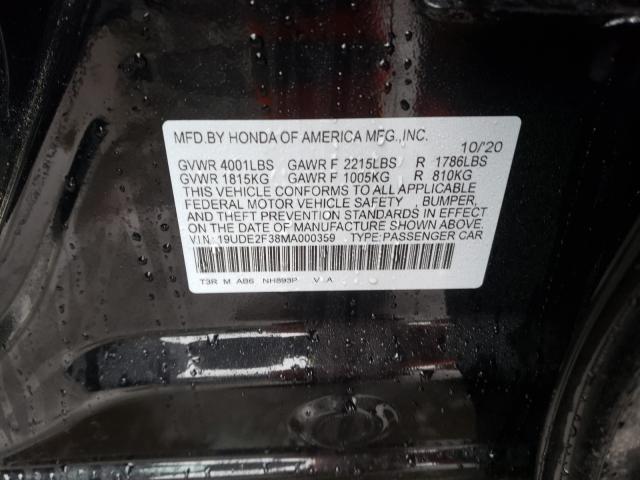 MFD.BY HONDA OF AMERICA MFG.,INC. 10/20
GVWR 4001LBS GAWR F 2215LBS R 1786LBS
GVWR 1815KG GAWR F 1005KG R 810KG
THIS VEHICLE CONFORMS TO ALL APPLICABLE
FEDERAL MOTOR VEHICLE SAFETY , BUMPER,
AND THEFT PREVENTION STANDARDS IN EFFECT
ON THE DATE OF MANUFACTURE SHOWN ABOVE.
VIN: 19UDE2F38MA000359 TYPE: PASSENGER CAR
T3R M AB6 NH893P V A